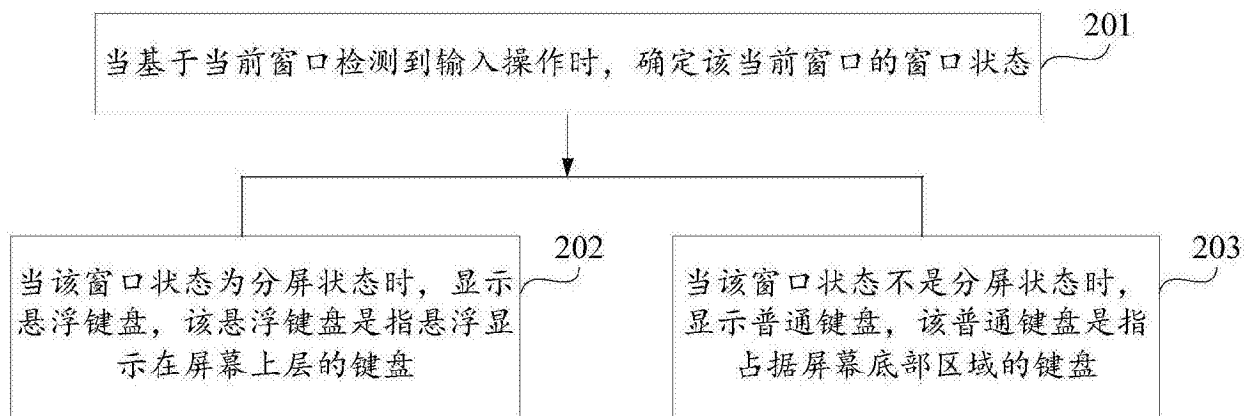 201
当基于当前窗口检测到输入操作时，确定该当前窗口的窗口状态
202
当该窗口状态为分屏状态时，显示
悬浮键盘，该悬浮键盘是指悬浮显
示在屏幕上层的键盘
203
当该窗口状态不是分屏状态时，
显示普通键盘，该普通键盘是指
占据屏幕底部区域的键盘